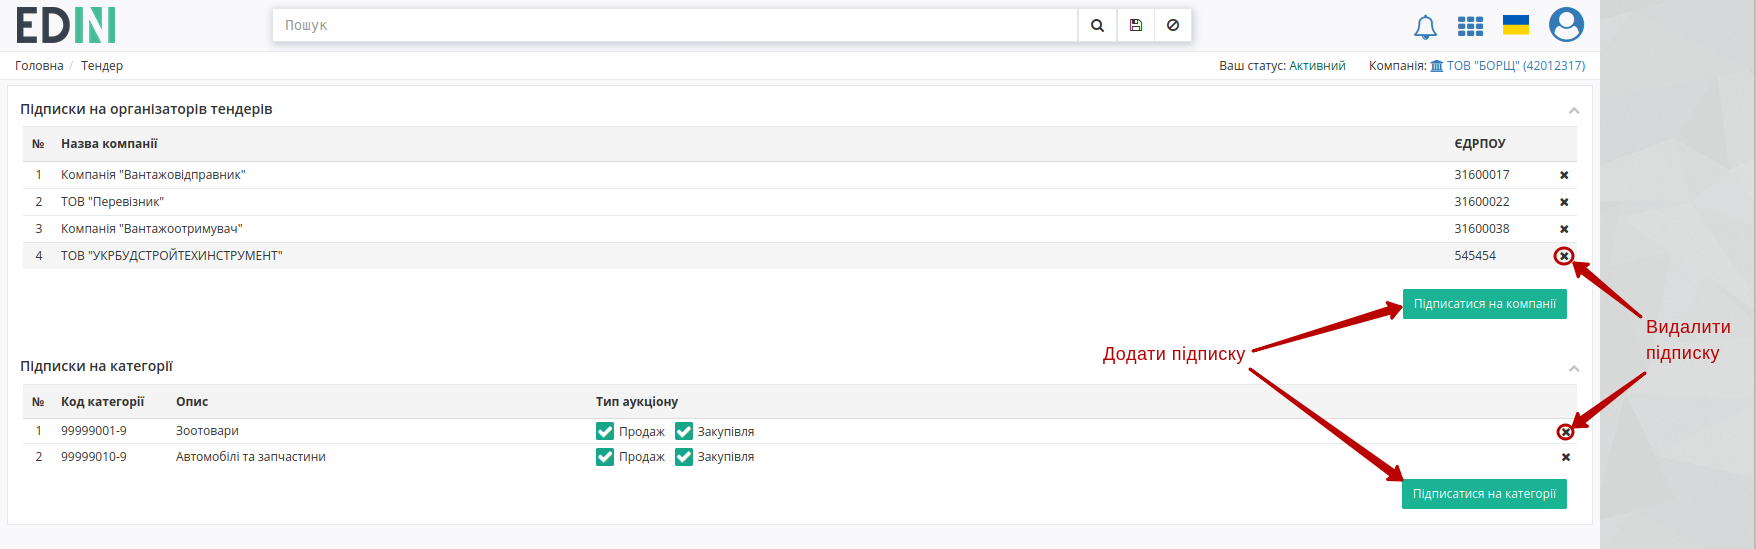 EDIN
Пошук
Головна / Тендер
Ваш статус: Активний Компанія: ТОВ "БОРЩ" (42012317)
Підписки на організаторів тендерів
№ Назва компанії ЄДРПОУ
1 Компанія "Вантажовідправник" 31600017
2 ТОВ "Перевізник" 31600022
3 Компанія "Вантажоотримувач" 31600038
4 ТОВ "УКРБУДСТРОЙТЕХИНСТРУМЕНТ" 545454
Підписатися на компанії
Додати підписку
Видалити
підписку
Підписки на категорії
№ Код категорії Опис Тип аукціону
1 99999001-9 Зоотовари Продаж Закупівля
2 99999010-9 Автомобілі та запчастини Продаж Закупівля
Підписатися на категорії